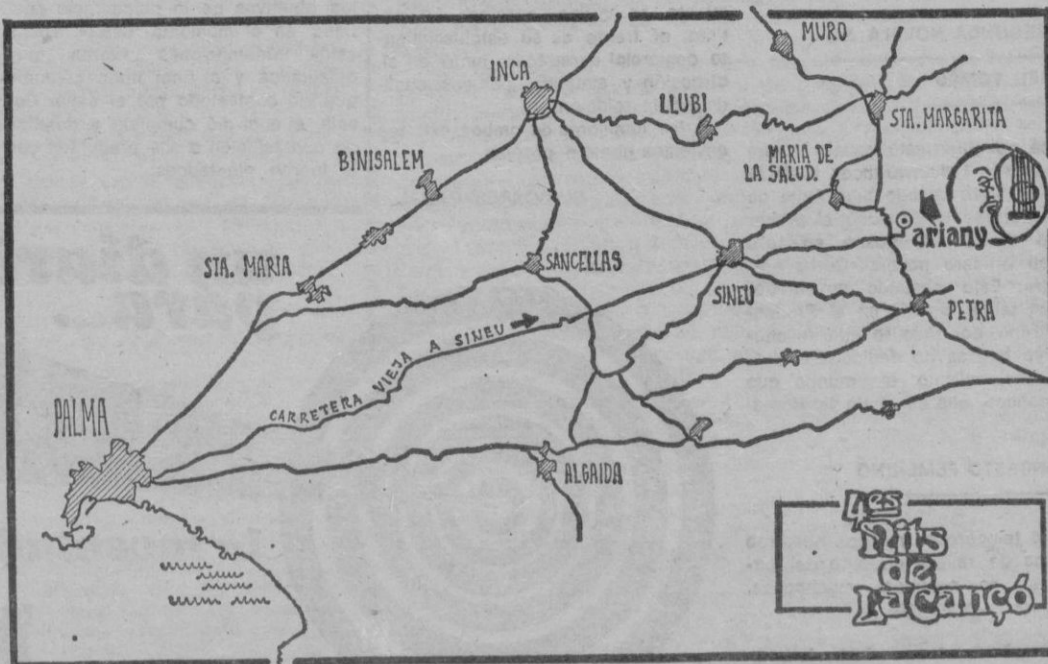 MURO
INCA
LLUBI
STA. MARGARITA
BINISALEM
MARIA DE
LA SALUD.
ariany
STA. MARIA
SANCELLAS
SINEU
PETRA
CARRETERA VIEJA A SINEU
PALMA
ALGAIDA
Les
Nits
de
La Cançó